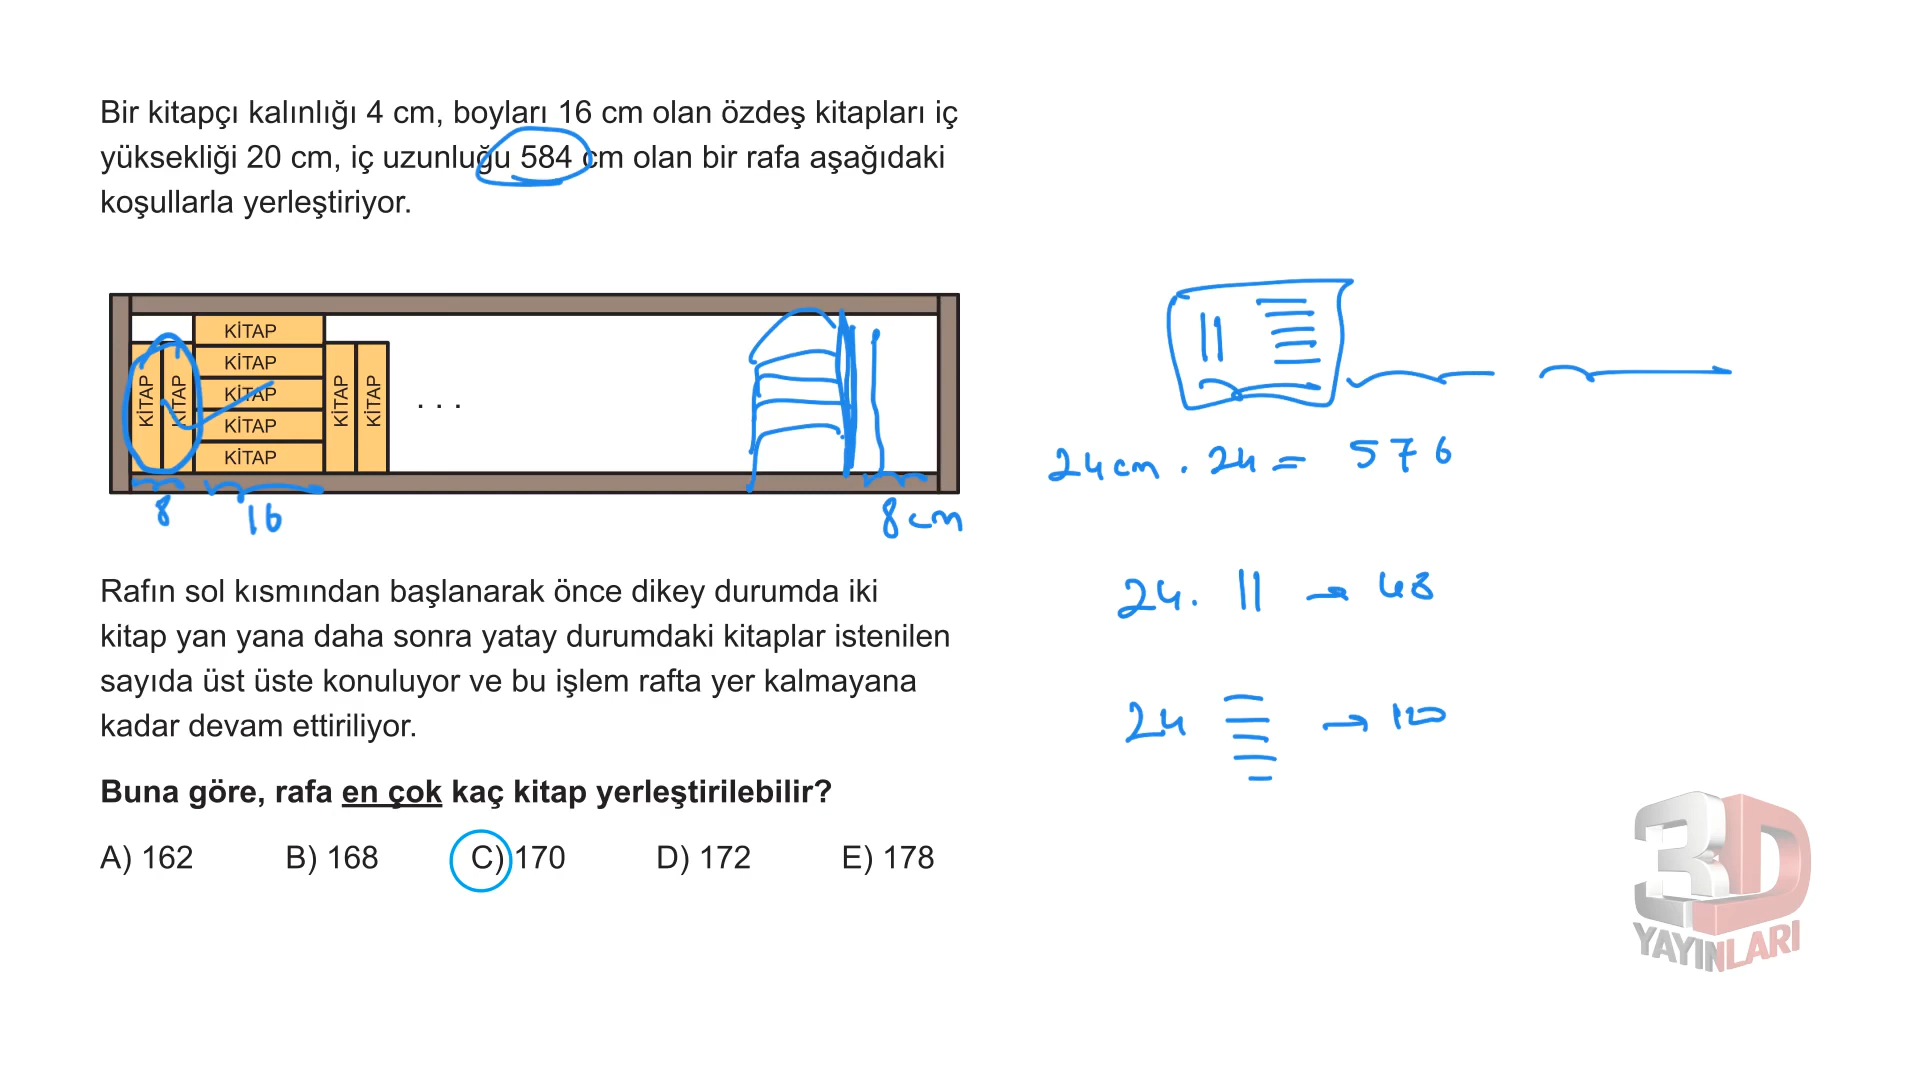 Bir kitapçı kalınlığı 4 cm, boyları 16 cm olan özdeş kitapları iç
yüksekliği 20 cm, iç uzunluğu 584 cm olan bir rafa aşağıdaki
koşullarla yerleştiriyor.
KİTAP
KİTAP
KİTAP
KİTAP
KİTAP
KİTAP
KİTAP
KİTAP
KİTAP
. . .
8
16
8 cm
24 cm . 24 = 576
24. || → 48
24 → 120
Rafın sol kısmından başlanarak önce dikey durumda iki
kitap yan yana daha sonra yatay durumdaki kitaplar istenilen
sayıda üst üste konuluyor ve bu işlem rafta yer kalmayana
kadar devam ettiriliyor.
Buna göre, rafa en çok kaç kitap yerleştirilebilir?
A) 162 B) 168 C) 170 D) 172 E) 178
3D
YAYINLARI